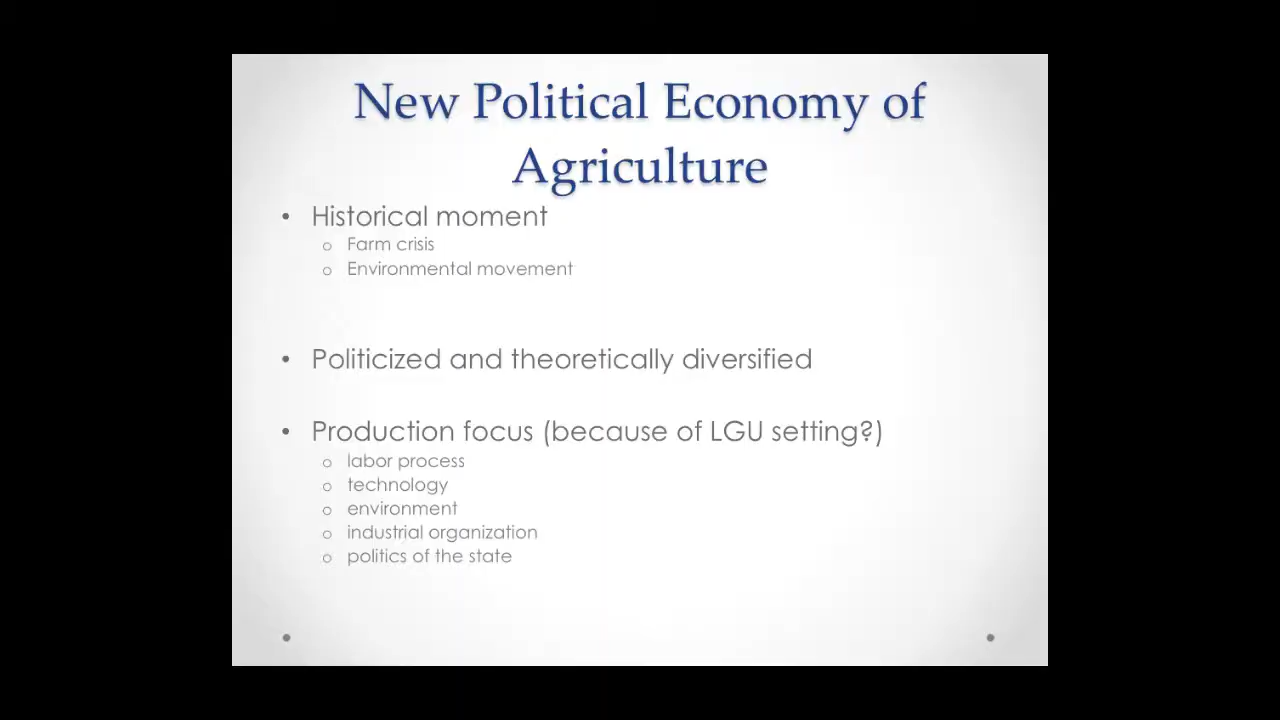 New Political Economy of
Agriculture
• Historical moment
o Farm crisis
o Environmental movement
• Politicized and theoretically diversified
• Production focus (because of LGU setting?)
o labor process
o technology
o environment
o industrial organization
o politics of the state